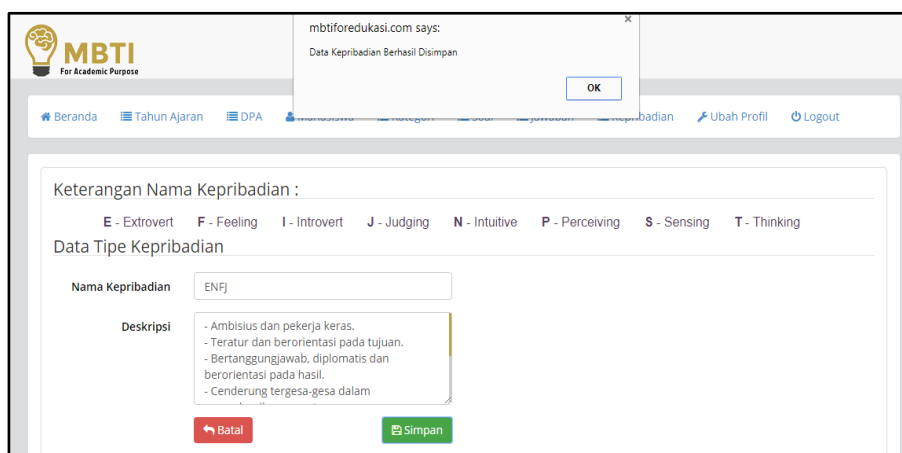 MBTI
For Academic Purpose
mbtiforedukasi.com says:
Data Kepribadian Berhasil Disimpan
OK
Beranda Tahun Ajaran DPA Ubah Profil Logout
Keterangan Nama Kepribadian :
E - Extrovert F - Feeling I - Introvert J - Judging N - Intuitive P - Perceiving S - Sensing T - Thinking
Data Tipe Kepribadian
Nama Kepribadian ENFJ
Deskripsi - Ambisius dan pekerja keras.
- Teratur dan berorientasi pada tujuan.
- Bertanggungjawab, diplomatis dan
berorientasi pada hasil.
- Cenderung tergesa-gesa dalam
Batal Simpan